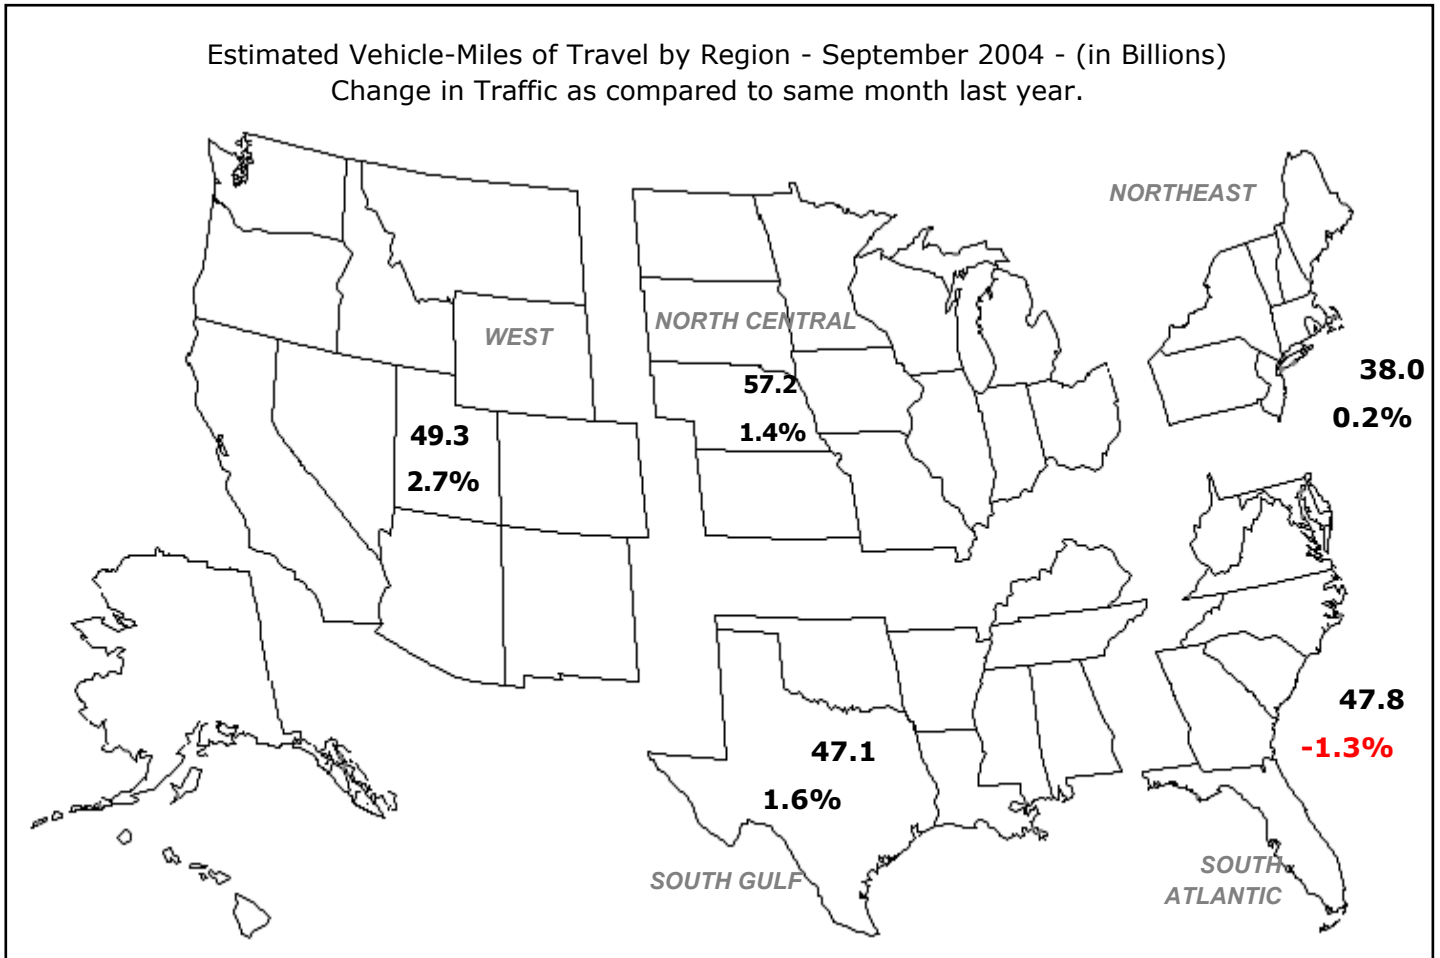 Estimated Vehicle-Miles of Travel by Region - September 2004 - (in Billions)
Change in Traffic as compared to same month last year.
NORTHEAST
38.0
0.2%
NORTH CENTRAL
57.2
1.4%
WEST
49.3
2.7%
47.8
-1.3%
SOUTH
ATLANTIC
47.1
1.6%
SOUTH GULF